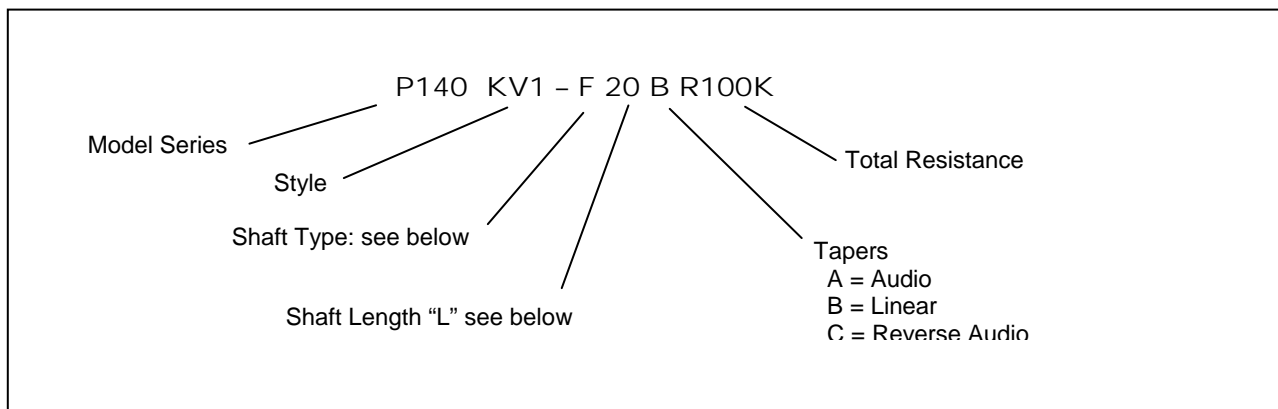 P140 KV1 – F 20 B R100K
Model Series
Total Resistance
Style
Shaft Type: see below
Tapers
A = Audio
B = Linear
Shaft Length “L” see below
C = Reverse Audio